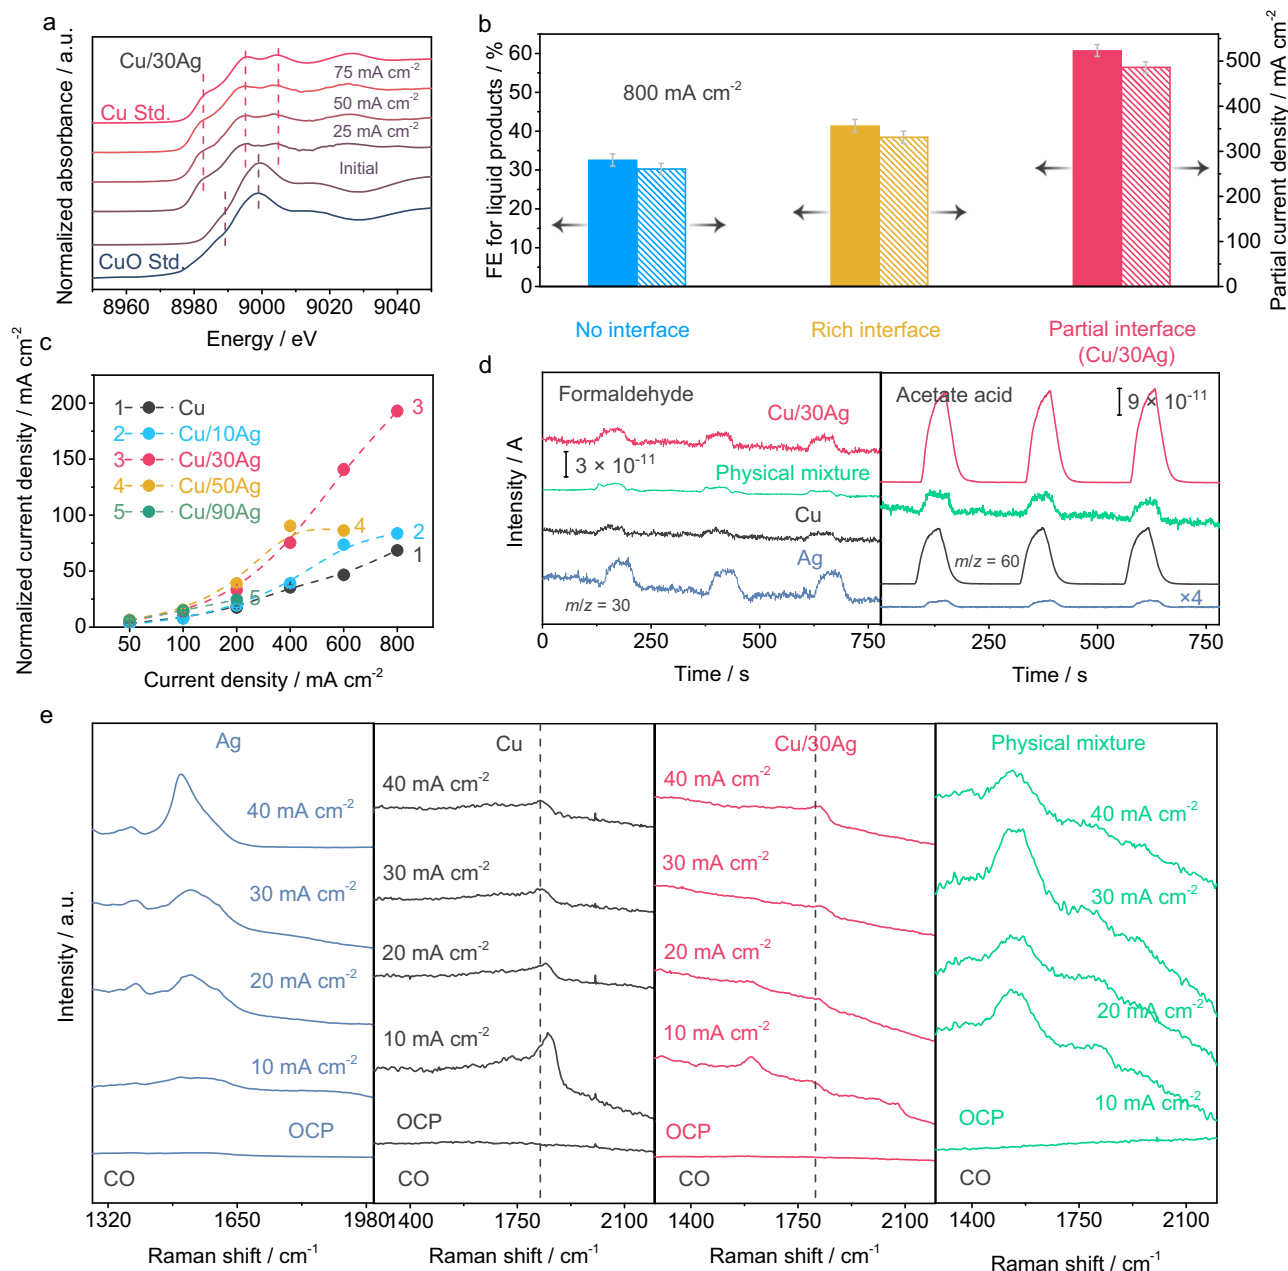 a
Normalized absorbance / a.u.
Cu/30Ag
Cu Std.
75 mA cm⁻²
50 mA cm⁻²
25 mA cm⁻²
Initial
CuO Std.
8960 8980 9000 9020 9040
Energy / eV
b
FE for liquid products / %
60
50
40
30
20
10
0
800 mA cm⁻²
500
400
300
200
100
0
Partial current density / mA cm⁻²
No interface
Rich interface
Partial interface
(Cu/30Ag)
c
Normalized current density / mA cm⁻²
200
150
100
50
0
1 Cu
2 Cu/10Ag
3 Cu/30Ag
4 Cu/50Ag
5 Cu/90Ag
3
4
2
1
5
50 100 200 400 600 800
Current density / mA cm⁻²
d
Intensity / A
Formaldehyde
Cu/30Ag
3 × 10⁻¹¹
Physical mixture
Cu
Ag
m/z = 30
0 250 500 750
Time / s
Acetate acid
9 × 10⁻¹¹
m/z = 60
×4
250 500 750
Time / s
e
Intensity / a.u.
Ag
40 mA cm⁻²
30 mA cm⁻²
20 mA cm⁻²
10 mA cm⁻²
OCP
CO
1320 1650 1980
Raman shift / cm⁻¹
Cu
40 mA cm⁻²
30 mA cm⁻²
20 mA cm⁻²
10 mA cm⁻²
OCP
CO
1400 1750 2100
Raman shift / cm⁻¹
Cu/30Ag
40 mA cm⁻²
30 mA cm⁻²
20 mA cm⁻²
10 mA cm⁻²
OCP
CO
1400 1750 2100
Raman shift / cm⁻¹
Physical mixture
40 mA cm⁻²
30 mA cm⁻²
20 mA cm⁻²
10 mA cm⁻²
1400 1750 2100
Raman shift / cm⁻¹